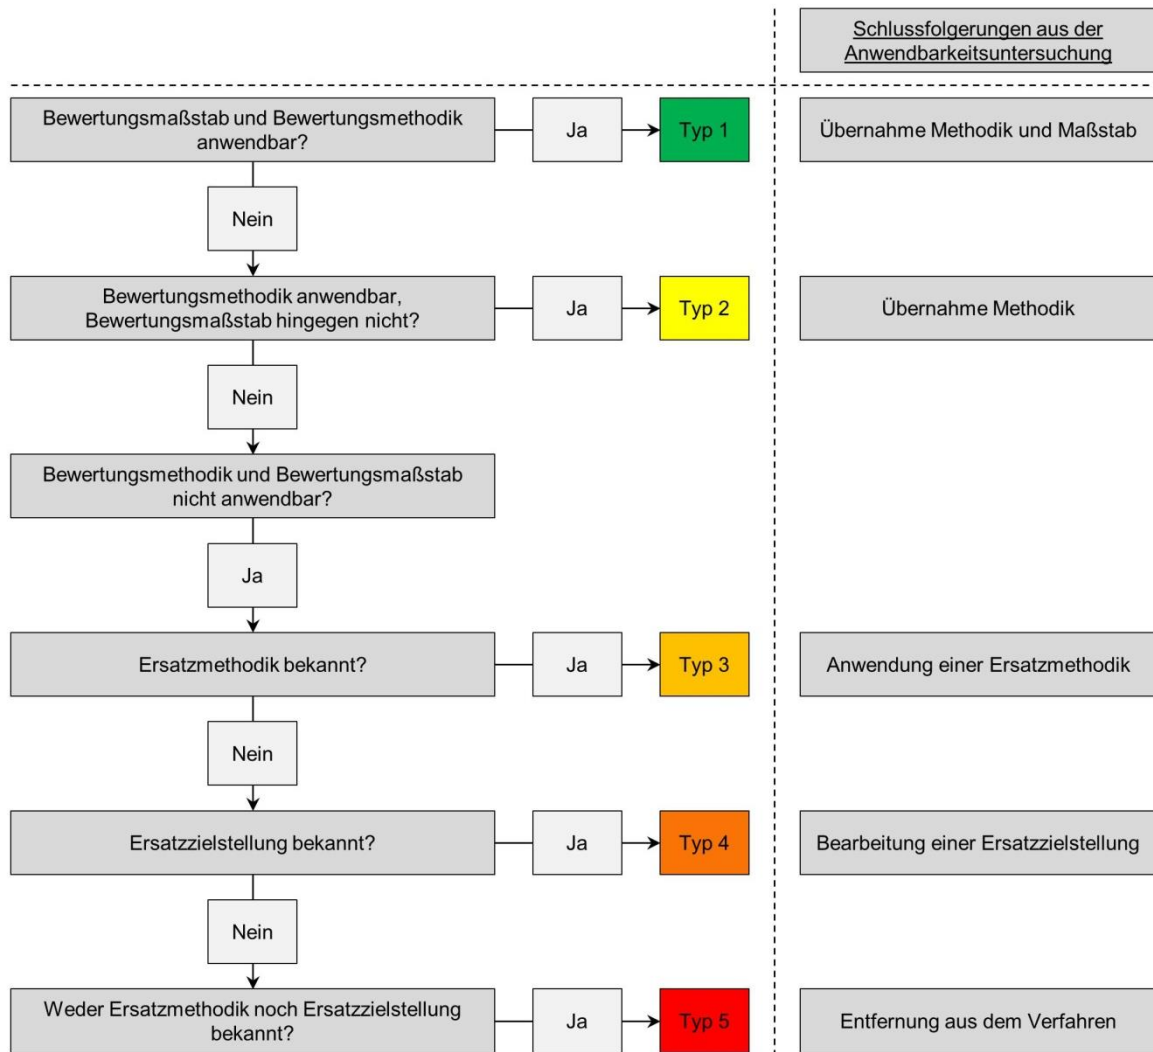 Schlussfolgerungen aus der
Anwendbarkeitsuntersuchung
Bewertungsmaßstab und Bewertungsmethodik
anwendbar?
Ja
Typ 1
Übernahme Methodik und Maßstab
Nein
Bewertungsmethodik anwendbar,
Bewertungsmaßstab hingegen nicht?
Ja
Typ 2
Übernahme Methodik
Nein
Bewertungsmethodik und Bewertungsmaßstab
nicht anwendbar?
Ja
Ersatzmethodik bekannt?
Ja
Typ 3
Anwendung einer Ersatzmethodik
Nein
Ersatzzielstellung bekannt?
Ja
Typ 4
Bearbeitung einer Ersatzzielstellung
Nein
Weder Ersatzmethodik noch Ersatzzielstellung
bekannt?
Ja
Typ 5
Entfernung aus dem Verfahren